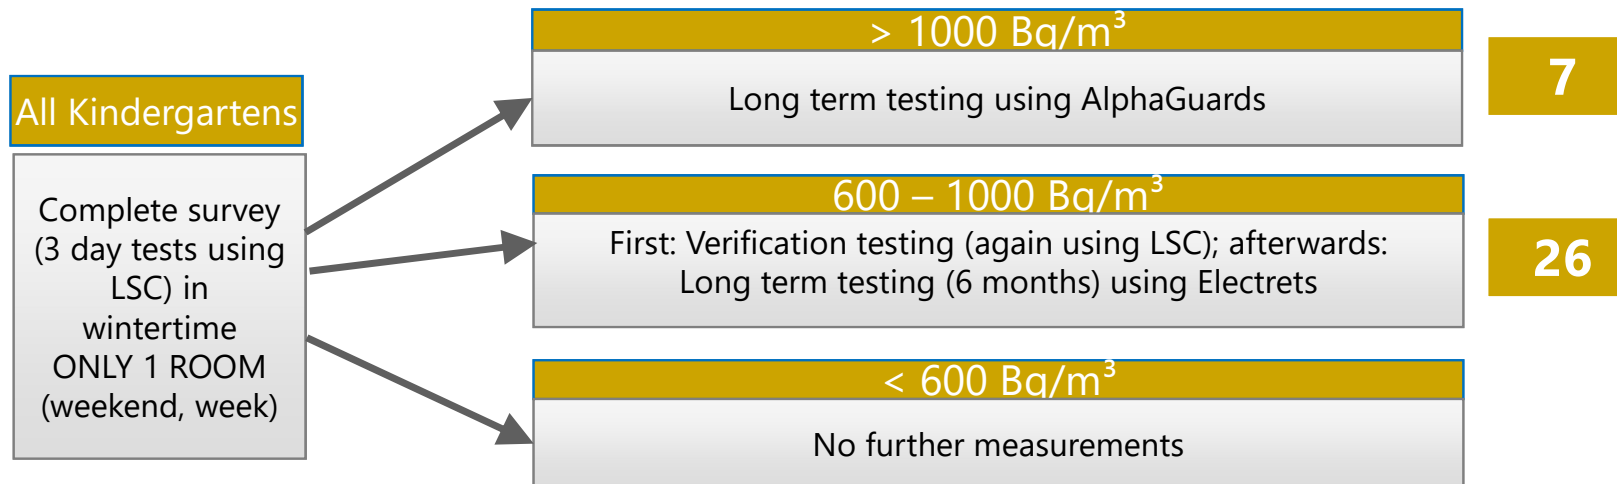 All Kindergartens
Complete survey
(3 day tests using
LSC) in
wintertime
ONLY 1 ROOM
(weekend, week)
> 1000 Bq/m³
Long term testing using AlphaGuards
7
600 – 1000 Bq/m³
First: Verification testing (again using LSC); afterwards:
Long term testing (6 months) using Electrets
26
< 600 Bq/m³
No further measurements